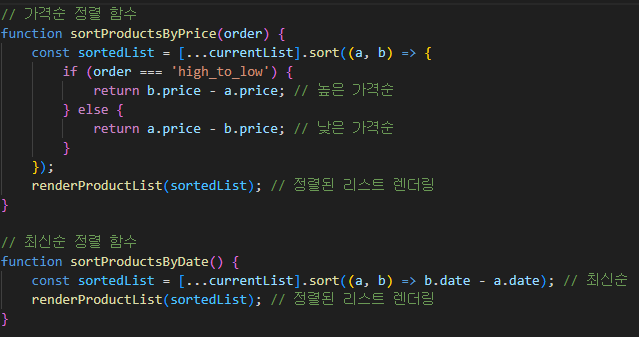 // 가격순 정렬 함수
function sortProductsByPrice(order) {
    const sortedList = [...currentList].sort((a, b) => {
        if (order === 'high_to_low') {
            return b.price - a.price; // 높은 가격순
        } else {
            return a.price - b.price; // 낮은 가격순
        }
    });
    renderProductList(sortedList); // 정렬된 리스트 렌더링
}

// 최신순 정렬 함수
function sortProductsByDate() {
    const sortedList = [...currentList].sort((a, b) => b.date - a.date); // 최신순
    renderProductList(sortedList); // 정렬된 리스트 렌더링
}